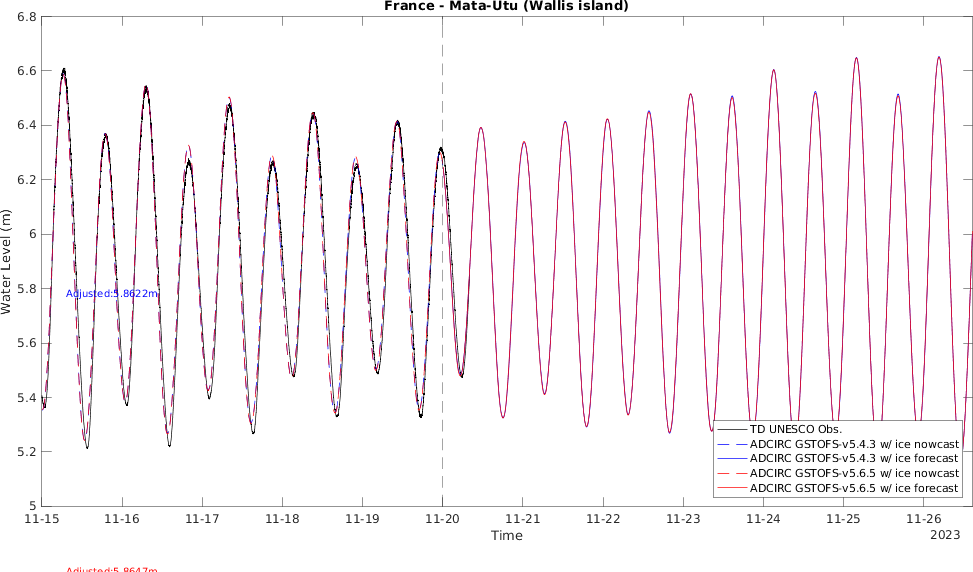 France - Mata-Utu (Wallis island)
6.8
6.6
6.4
6.2
6
5.8
5.6
5.4
5.2
5
Water Level (m)
Adjusted:5.8622m
TD UNESCO Obs.
ADCIRC GSTOFS-v5.4.3 w/ ice nowcast
ADCIRC GSTOFS-v5.4.3 w/ ice forecast
ADCIRC GSTOFS-v5.6.5 w/ ice nowcast
ADCIRC GSTOFS-v5.6.5 w/ ice forecast
11-15 11-16 11-17 11-18 11-19 11-20 11-21 11-22 11-23 11-24 11-25 11-26
2023
Time
Adjusted:5.8647m